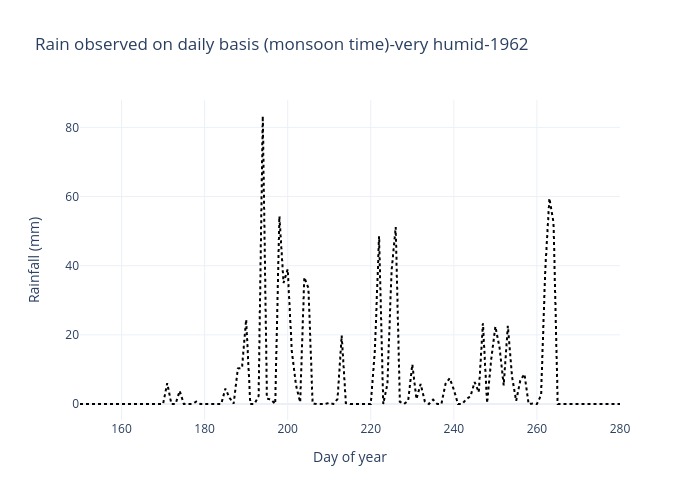 Rain observed on daily basis (monsoon time)-very humid-1962
80
60
40
20
0
Rainfall (mm)
160 180 200 220 240 260 280
Day of year